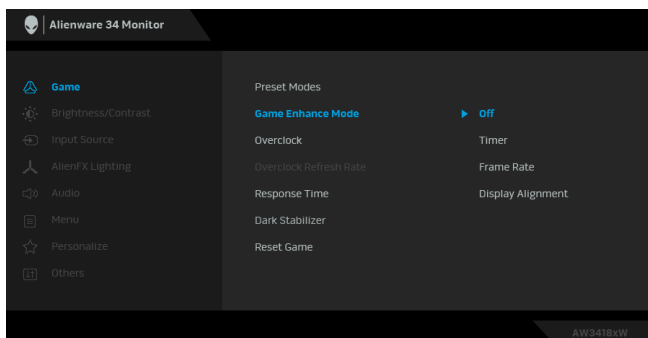 Alienware 34 Monitor
Game
Preset Modes
Brightness/Contrast
Game Enhance Mode
Off
Input Source
Overclock
Timer
AlienFX Lighting
Overclock Refresh Rate
Frame Rate
Audio
Response Time
Display Alignment
Menu
Dark Stabilizer
Personalize
Reset Game
Others
AW3418xW